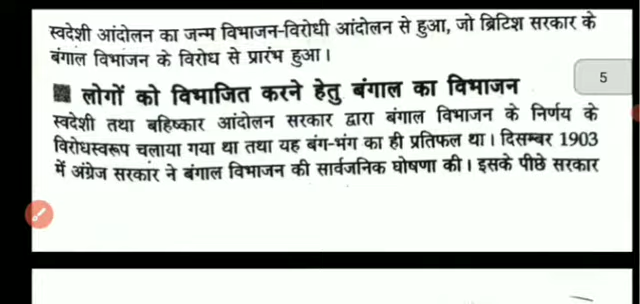 स्वदेशी आंदोलन का जन्म विभाजन-विरोधी आंदोलन से हुआ, जो ब्रिटिश सरकार के
बंगाल विभाजन के विरोध से प्रारंभ हुआ।
लोगों को विभाजित करने हेतु बंगाल का विभाजन
5
स्वदेशी तथा बहिष्कार आंदोलन सरकार द्वारा बंगाल विभाजन के निर्णय के
विरोधस्वरूप चलाया गया था तथा यह बंग-भंग का ही प्रतिफल था। दिसम्बर 1903
में अंग्रेज सरकार ने बंगाल विभाजन की सार्वजनिक घोषणा की। इसके पीछे सरकार